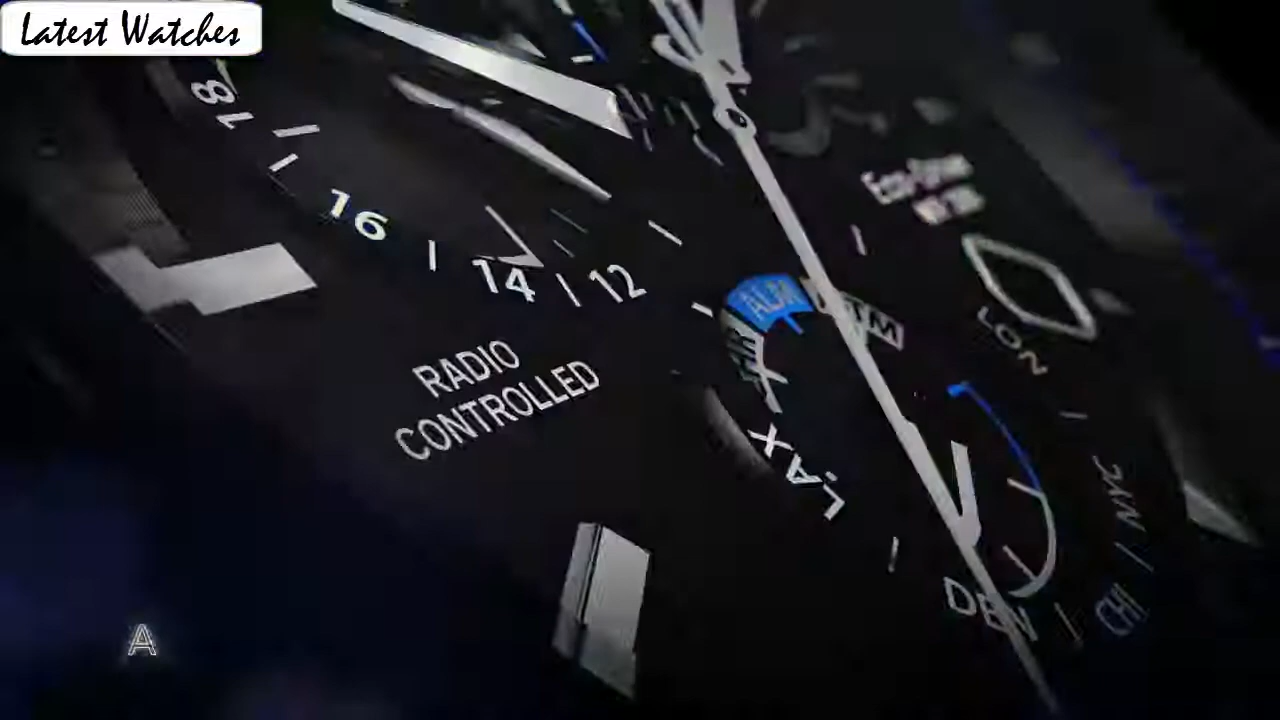 Latest Watches
18
16
14
12
RADIO
CONTROLLED
ALM
LAX
LON
NYC
CHI
DEN
A